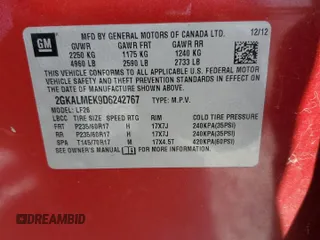 GM
MFD BY GENERAL MOTORS OF CANADA LTD. 12/12
GVWR GAWR FRT GAWR RR
2250 KG 1175 KG 1240 KG
4960 LB 2590 LB 2733 LB
THIS VEHICLE CONFORMS TO ALL APPLICABLE U.S. FEDERAL MOTOR VEHICLE SAFETY, BUMPER, AND THEFT PREVENTION STANDARDS IN EFFECT ON THE DATE OF MANUFACTURE SHOWN ABOVE.
2GKALMEK9D6242767 TYPE: M.P.V.
MODEL: LF26
LBCC TIRE SIZE SPEED RTG RIM COLD TIRE PRESSURE
FRT P235/60R17 H 17X7J 240KPA(35PSI)
RR P235/60R17 H 17X7J 240KPA(35PSI)
SPA T145/70R17 M 17X4.5T 420KPA(60PSI)
SEE OWNER'S MANUAL FOR ADDITIONAL INFORMATION.
DREAMBID